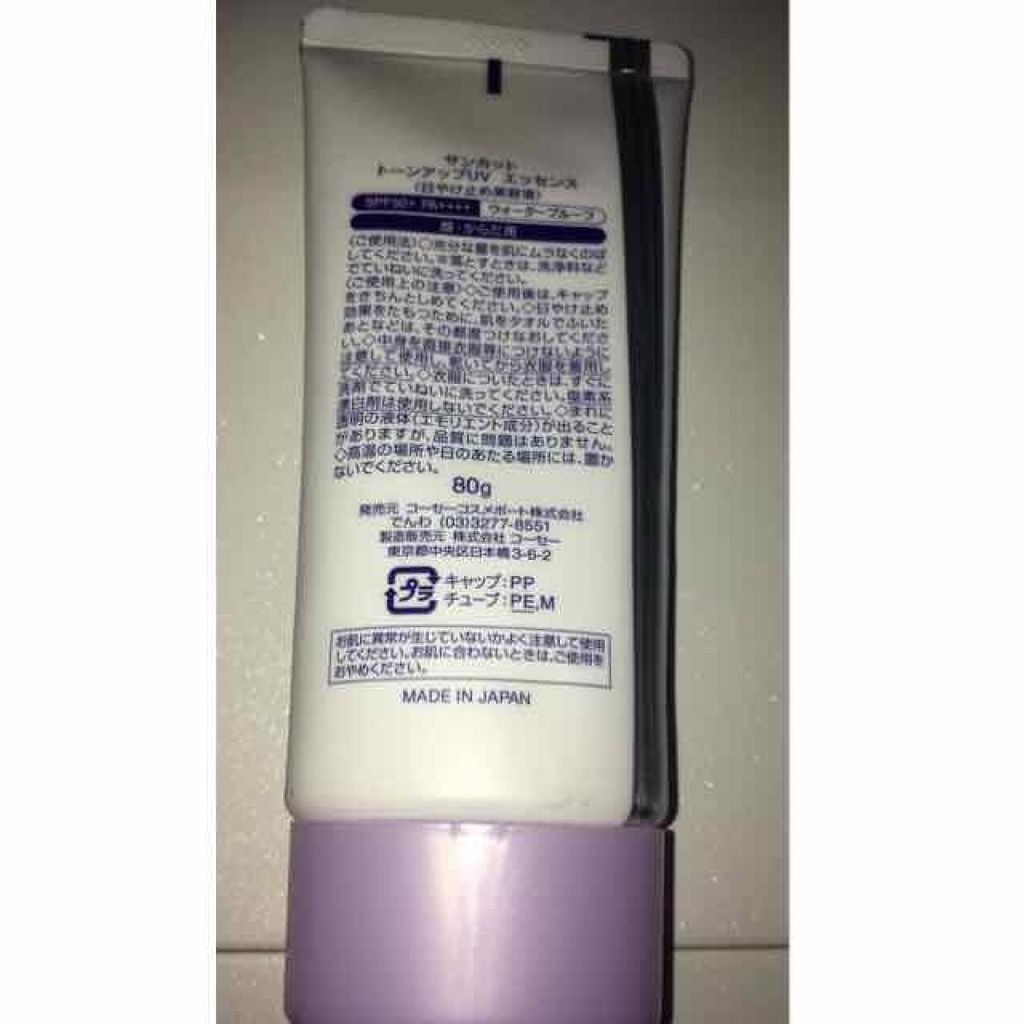 サンカット
トーンアップUV エッセンス
(日やけ止め美容液)
SPF50+ PA++++ ウォータープルーフ
顔・からだ用
〈ご使用法〉◇充分な量を肌にムラなくのば
してください。※落とすときは、洗浄料など
でていねいに洗ってください。
〈ご使用上の注意〉◇ご使用後は、キャップ
をきちんとしめてください。◇日やけ止め
効果をたもつために、肌をタオルでふいた
あとなどは、その都度つけなおしてくださ
い。◇中身を直接衣服等につけないように
注意して使用し、乾いてから衣服を着用し
てください。◇衣服についたときは、すぐに
洗剤でていねいに洗ってください。塩素系
漂白剤は使用しないでください。◇まれに
透明の液体(エモリエント成分)が出ること
がありますが、品質に問題はありません。
◇高温の場所や日のあたる場所には、置か
ないでください。
80g
発売元 コーセーコスメポート株式会社
でんわ (03)3277-8551
製造販売元 株式会社 コーセー
東京都中央区日本橋3-6-2
プラ キャップ:PP
チューブ:PE,M
お肌に異常が生じていないかよく注意して使用
してください。お肌に合わないときは、ご使用を
おやめください。
MADE IN JAPAN